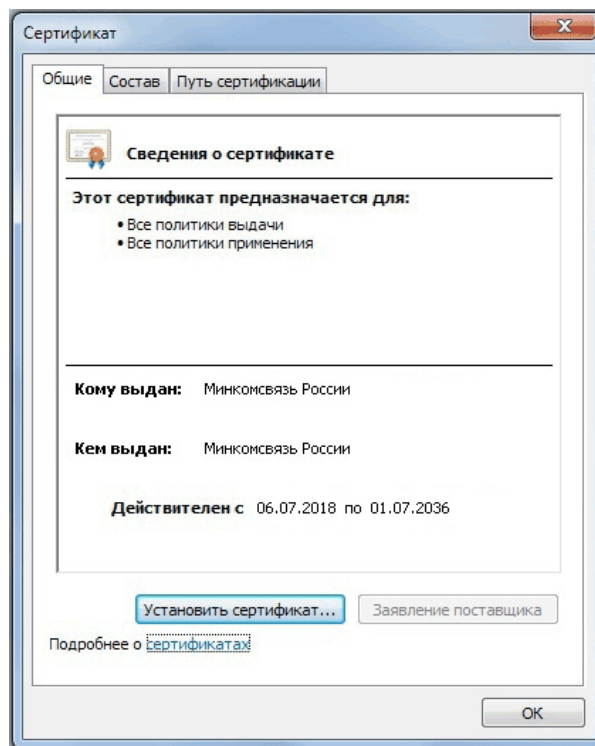 Сертификат
Общие Состав Путь сертификации
Сведения о сертификате
Этот сертификат предназначается для:
• Все политики выдачи
• Все политики применения
Кому выдан: Минкомсвязь России
Кем выдан: Минкомсвязь России
Действителен с 06.07.2018 по 01.07.2036
Установить сертификат... Заявление поставщика
Подробнее о сертификатах
ОК